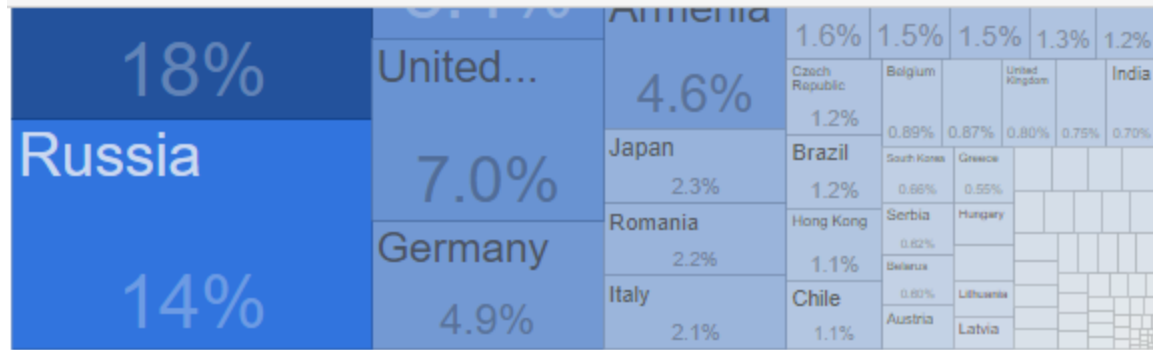 18%
Russia
14%
United...
7.0%
Germany
4.9%
Armenia
4.6%
Japan
2.3%
Romania
2.2%
Italy
2.1%
1.6%
1.5%
1.5%
1.3%
1.2%
Czech
Republic
1.2%
Brazil
1.2%
Hong Kong
1.1%
Chile
1.1%
Belgium
0.89%
0.87%
United
Kingdom
0.80%
0.75%
India
0.70%
South Korea
0.66%
Greece
0.55%
Serbia
0.62%
Hungary
Belarus
0.60%
Lithuania
Austria
Latvia